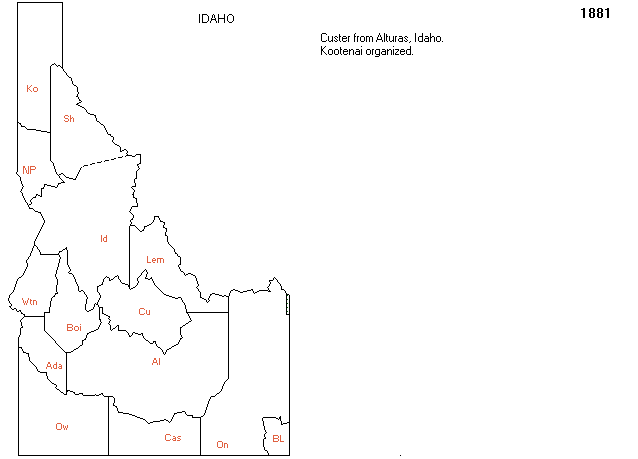 IDAHO
1881
Custer from Alturas, Idaho.
Kootenai organized.
Ko
Sh
NP
Id
Lem
Wtn
Cu
Boi
Al
Ada
Ow
Cas
On
BL